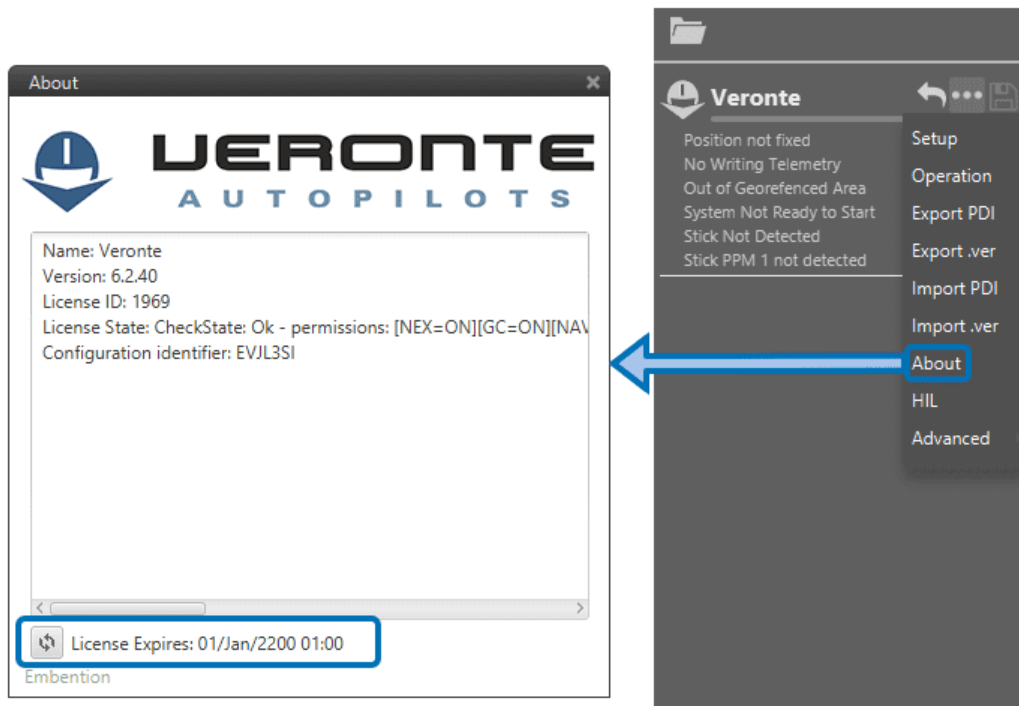 About
VERONTE
AUTOPILOTS
Name: Veronte
Version: 6.2.40
License ID: 1969
License State: CheckState: Ok - permissions: [NEX=ON][GC=ON][NAV
Configuration identifier: EVJL3SI
License Expires: 01/Jan/2200 01:00
Embention
Veronte
Position not fixed
No Writing Telemetry
Out of Georefenced Area
System Not Ready to Start
Stick Not Detected
Stick PPM 1 not detected
Setup
Operation
Export PDI
Export .ver
Import PDI
Import .ver
About
HIL
Advanced